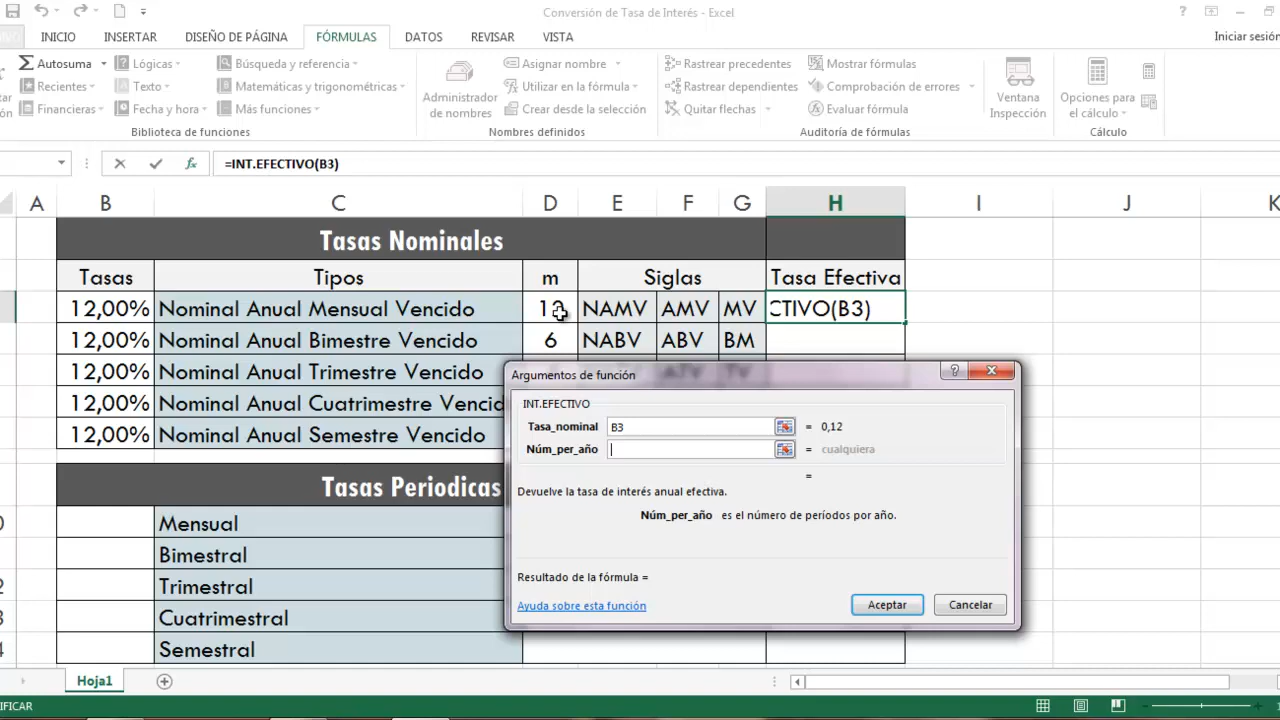 Conversión de Tasa de Interés - Excel
INICIO INSERTAR DISEÑO DE PÁGINA FÓRMULAS DATOS REVISAR VISTA Iniciar sesión
Autosuma Lógicas Búsqueda y referencia Asignar nombre Rastrear precedentes Mostrar fórmulas
Recientes Texto Matemáticas y trigonométricas Utilizar en la fórmula Rastrear dependientes Comprobación de errores
Financieras Fecha y hora Más funciones Crear desde la selección Quitar flechas Evaluar fórmula
Administrador de nombres
Ventana Inspección
Opciones para el cálculo
Biblioteca de funciones Nombres definidos Auditoría de fórmulas Cálculo
=INT.EFECTIVO(B3)
A B C D E F G H I J K
Tasas Nominales
Tasas Tipos m Siglas Tasa Efectiva
12,00% Nominal Anual Mensual Vencido NAMV AMV MV CTIVO(B3)
12,00% Nominal Anual Bimestre Vencido 6 NABV ABV BM
12,00% Nominal Anual Trimestre Vencido ATV TV
12,00% Nominal Anual Cuatrimestre Vencid
12,00% Nominal Anual Semestre Vencido
Tasas Periodicas
Mensual
Bimestral
Trimestral
Cuatrimestral
Semestral
Argumentos de función
INT.EFECTIVO
Tasa_nominal B3 = 0,12
Núm_per_año = cualquiera
=
Devuelve la tasa de interés anual efectiva.
Núm_per_año es el número de períodos por año.
Resultado de la fórmula =
Ayuda sobre esta función Aceptar Cancelar
Hoja1
IFICAR